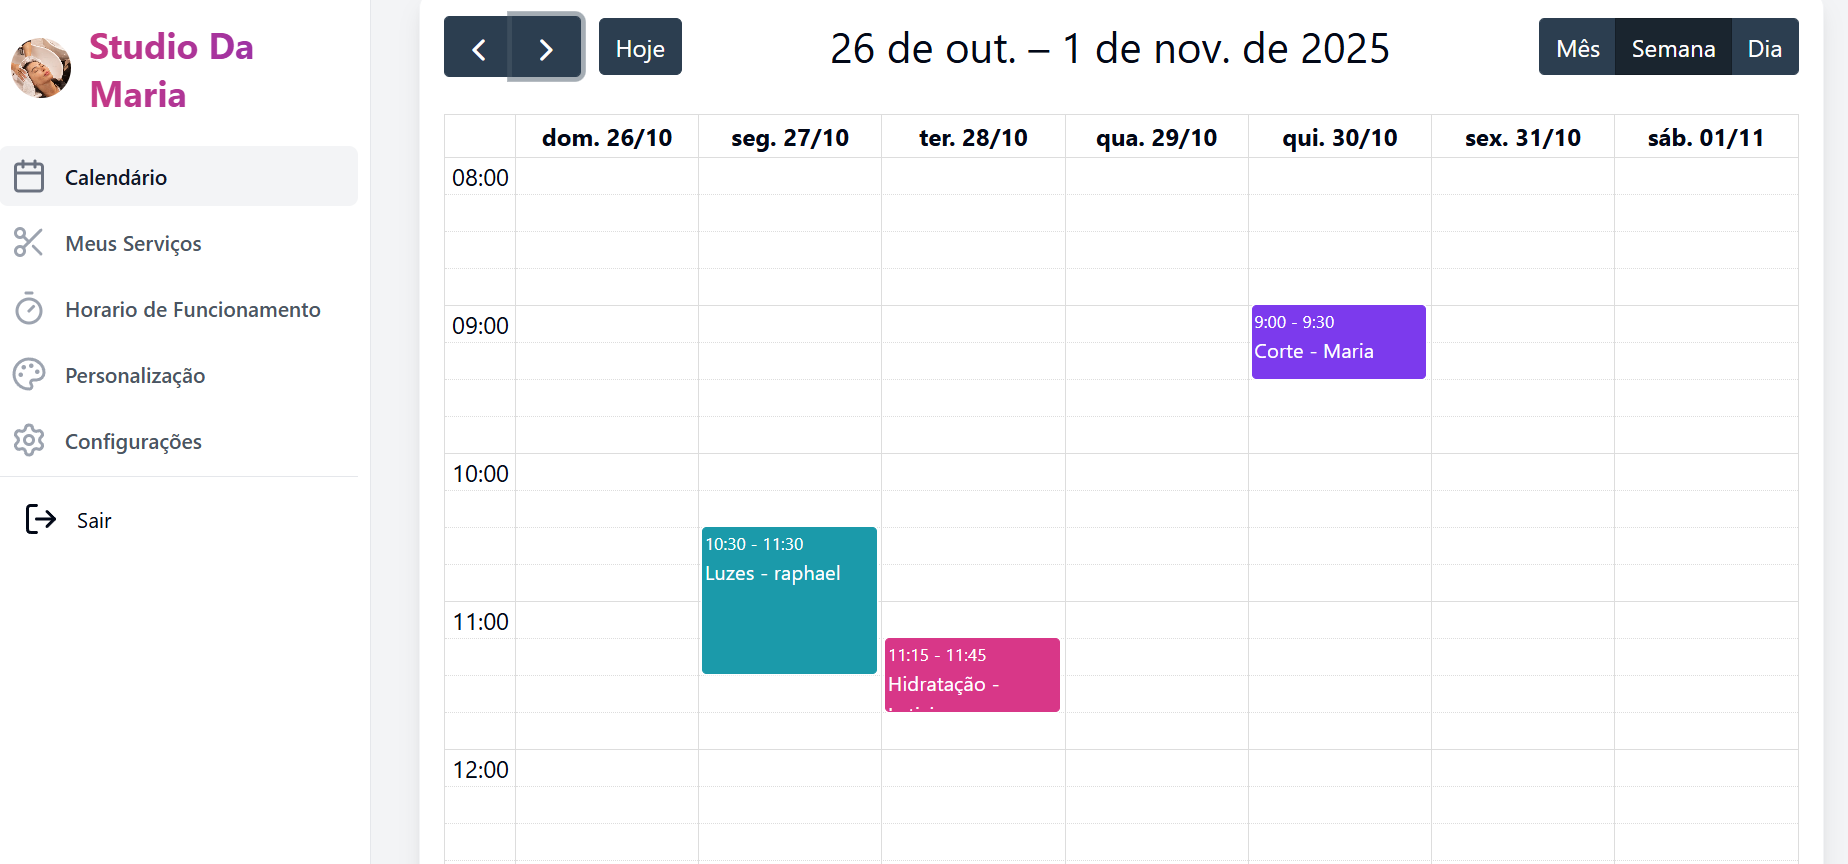 Studio Da
Maria
Calendário
Meus Serviços
Horario de Funcionamento
Personalização
Configurações
Sair
Hoje
26 de out. – 1 de nov. de 2025
Mês Semana Dia
dom. 26/10 seg. 27/10 ter. 28/10 qua. 29/10 qui. 30/10 sex. 31/10 sáb. 01/11
08:00
09:00
9:00 - 9:30
Corte - Maria
10:00
10:30 - 11:30
Luzes - raphael
11:00
11:15 - 11:45
Hidratação -
12:00